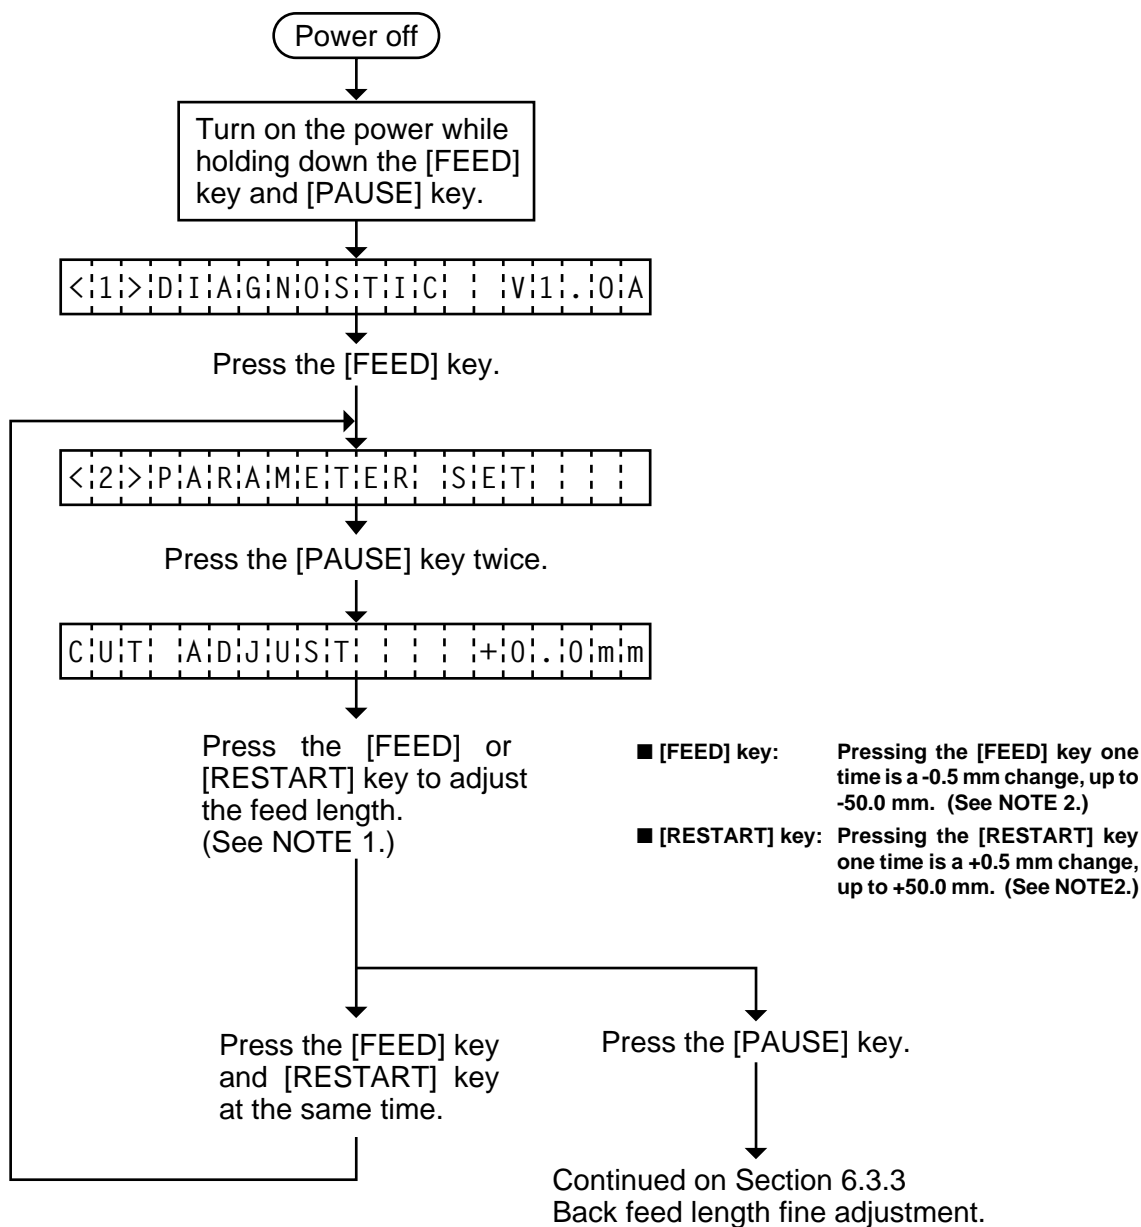 Power off
Turn on the power while
holding down the [FEED]
key and [PAUSE] key.
<1>DIAGNOSTIC  V1.0A
Press the [FEED] key.
<2>PARAMETER SET
Press the [PAUSE] key twice.
CUT ADJUST    +0.0mm
Press the [FEED] or
[RESTART] key to adjust
the feed length.
(See NOTE 1.)
■ [FEED] key: Pressing the [FEED] key one
time is a -0.5 mm change, up to
-50.0 mm. (See NOTE 2.)
■ [RESTART] key: Pressing the [RESTART] key
one time is a +0.5 mm change,
up to +50.0 mm. (See NOTE2.)
Press the [FEED] key
and [RESTART] key
at the same time.
Press the [PAUSE] key.
Continued on Section 6.3.3
Back feed length fine adjustment.